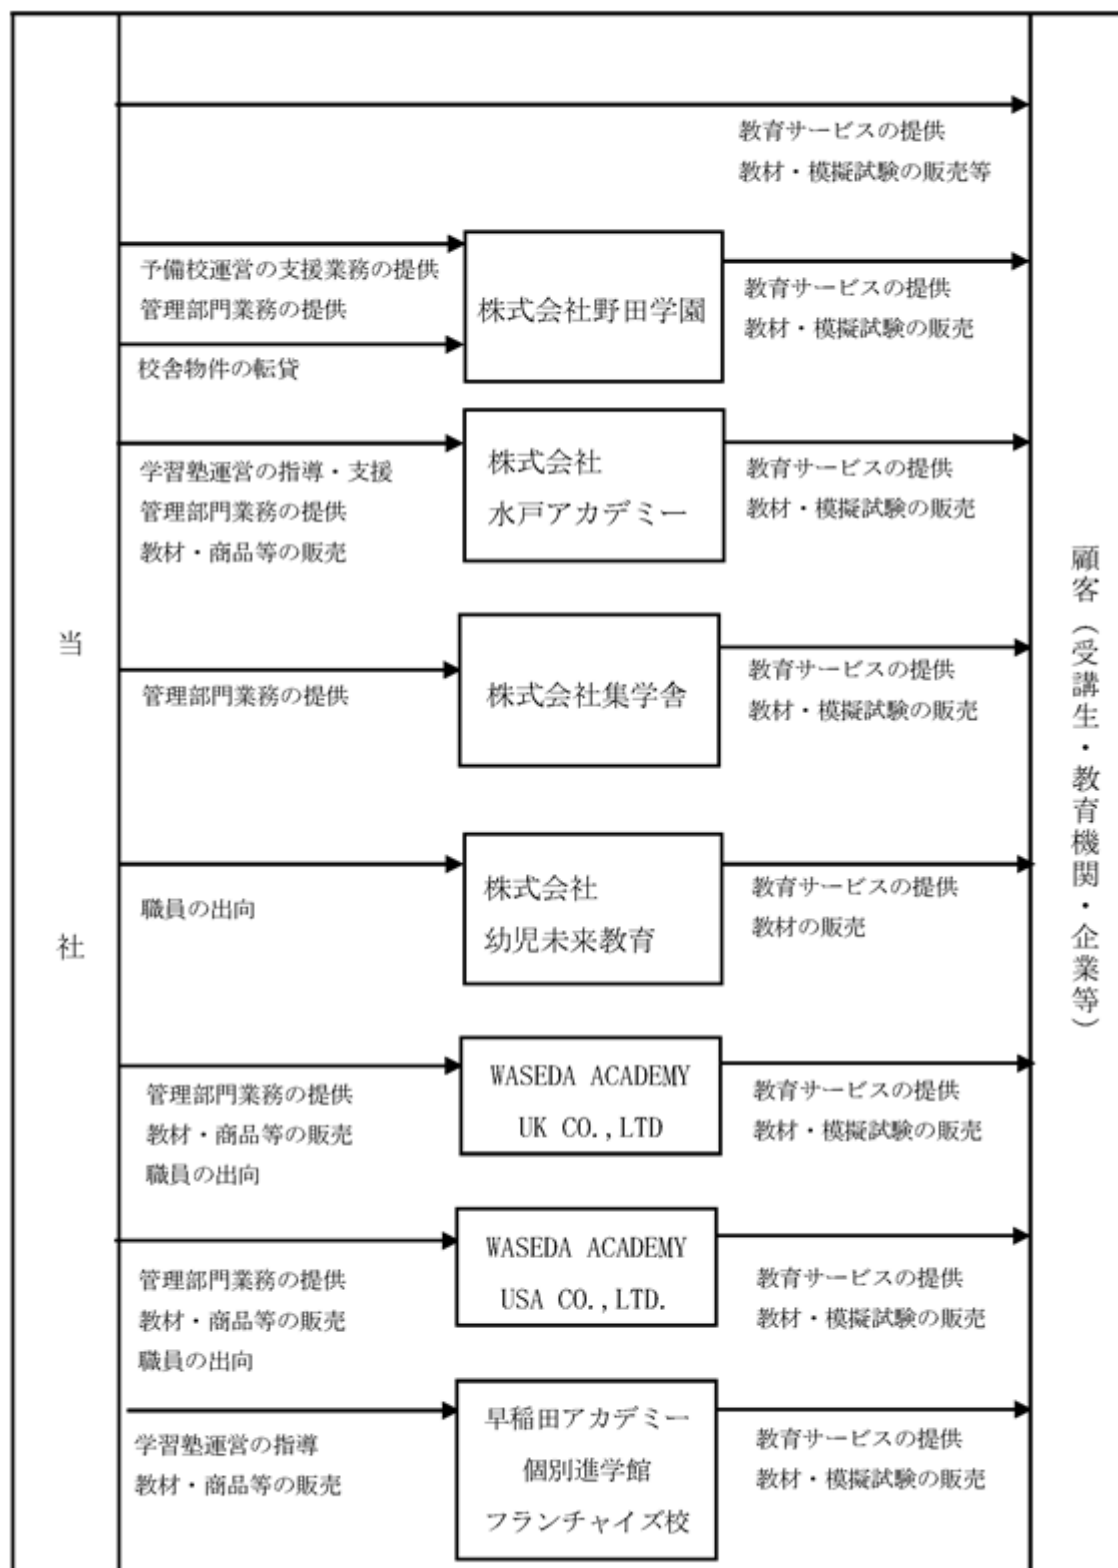 当社
教育サービスの提供
教材・模擬試験の販売等
予備校運営の支援業務の提供
管理部門業務の提供
校舎物件の転貸
株式会社野田学園
教育サービスの提供
教材・模擬試験の販売
学習塾運営の指導・支援
管理部門業務の提供
教材・商品等の販売
株式会社
水戸アカデミー
教育サービスの提供
教材・模擬試験の販売
管理部門業務の提供
株式会社集学舎
教育サービスの提供
教材・模擬試験の販売
職員の出向
株式会社
幼児未来教育
教育サービスの提供
教材の販売
管理部門業務の提供
教材・商品等の販売
職員の出向
WASEDA ACADEMY
UK CO.,LTD
教育サービスの提供
教材・模擬試験の販売
管理部門業務の提供
教材・商品等の販売
職員の出向
WASEDA ACADEMY
USA CO.,LTD.
教育サービスの提供
教材・模擬試験の販売
学習塾運営の指導
教材・商品等の販売
早稲田アカデミー
個別進学館
フランチャイズ校
教育サービスの提供
教材・模擬試験の販売
顧客（受講生・教育機関・企業等）